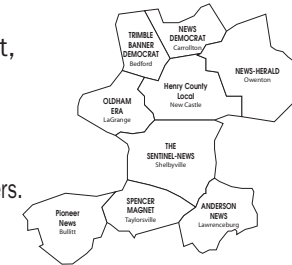 t,
ers.
TRIMBLE
BANNER
DEMOCRAT
Bedford
NEWS
DEMOCRAT
Carrollton
NEWS-HERALD
Owenton
OLDHAM
ERA
LaGrange
Henry County
Local
New Castle
THE
SENTINEL-NEWS
Shelbyville
Pioneer
News
Bullitt
SPENCER
MAGNET
Taylorsville
ANDERSON
NEWS
Lawrenceburg